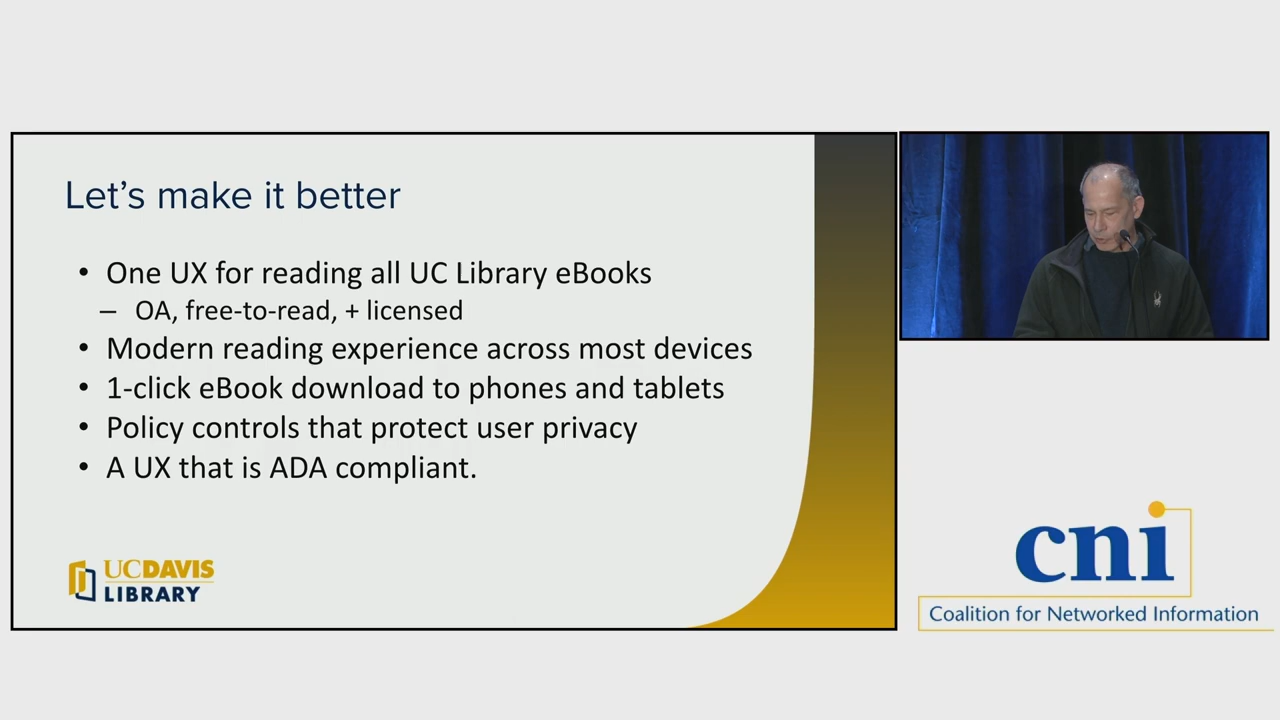 Let's make it better
• One UX for reading all UC Library eBooks
– OA, free-to-read, + licensed
• Modern reading experience across most devices
• 1-click eBook download to phones and tablets
• Policy controls that protect user privacy
• A UX that is ADA compliant.
UCDAVIS
LIBRARY
cni
Coalition for Networked Information